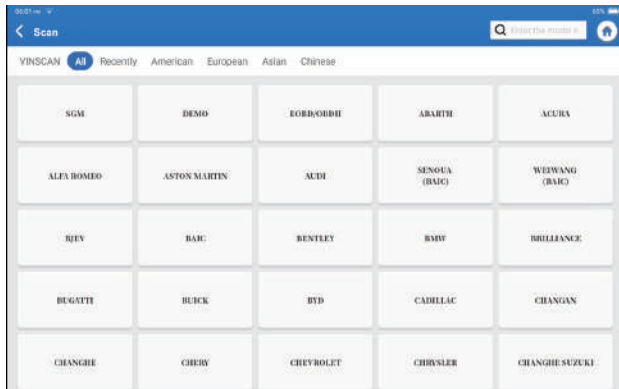 Scan
VINSCAN All Recently American European Asian Chinese
SGM DEMO EOBD/OBDII ABARTH ACURA
ALFA ROMEO ASTON MARTIN AUDI SENOUA (BAIC) WEIWANG (BAIC)
BJEV BAIC BENTLEY BMW BRILLIANCE
BUGATTI BUICK BYD CADILLAC CHANGAN
CHANGHE CHERY CHEVROLET CHRYSLER CHANGHE SUZUKI